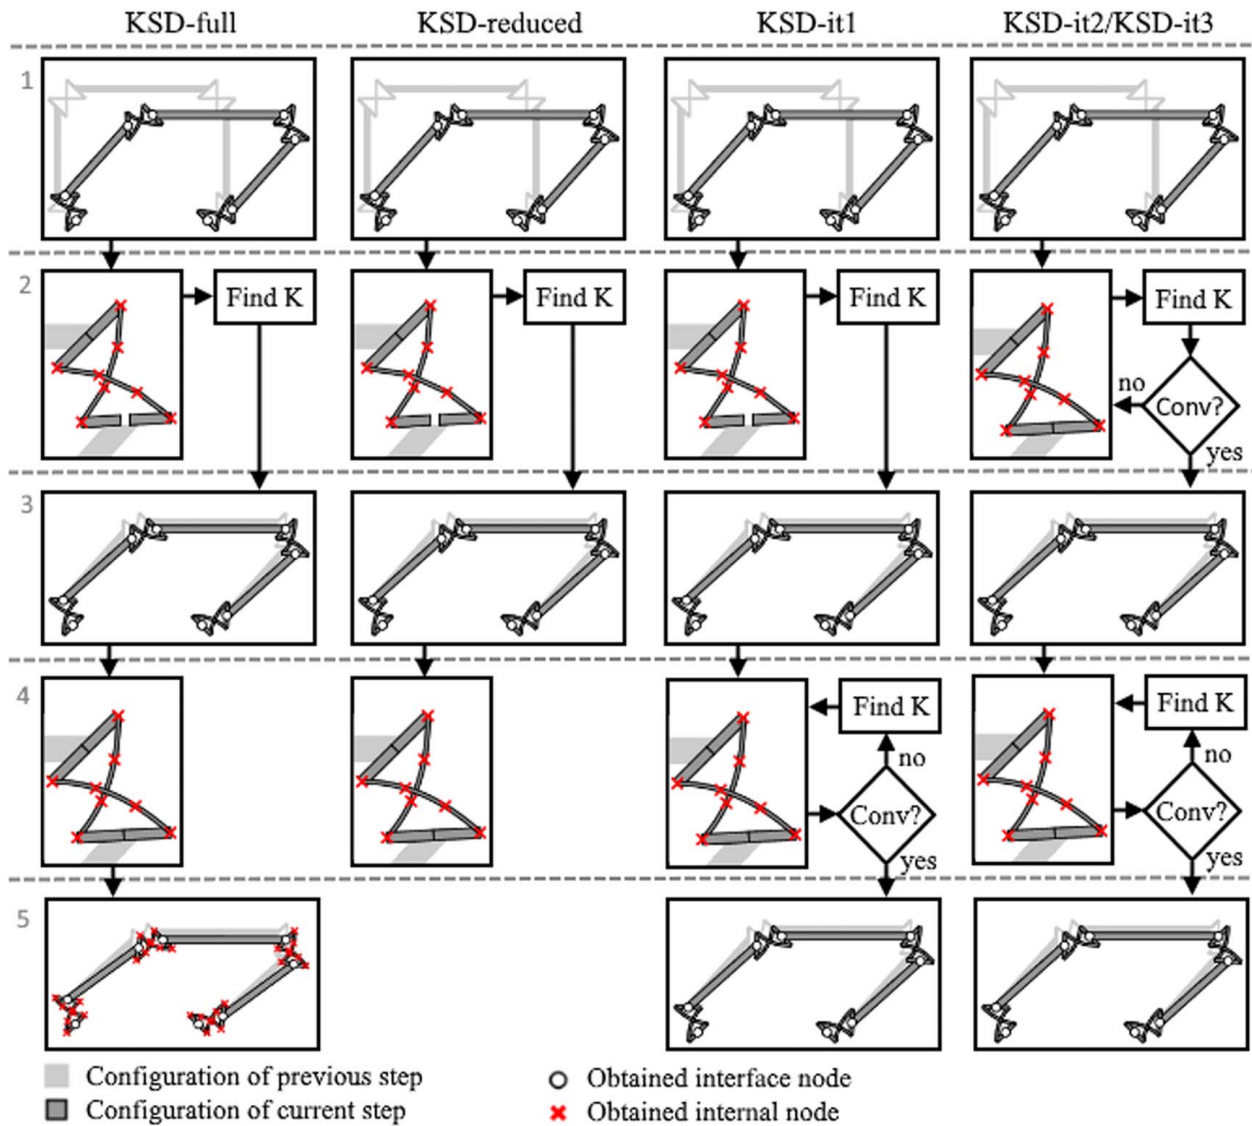 KSD-full KSD-reduced KSD-it1 KSD-it2/KSD-it3
1
2
Find K Find K Find K Find K
no Conv?
yes
3
4
Find K Find K
no no
Conv? Conv?
yes yes
5
Configuration of previous step Obtained interface node
Configuration of current step Obtained internal node